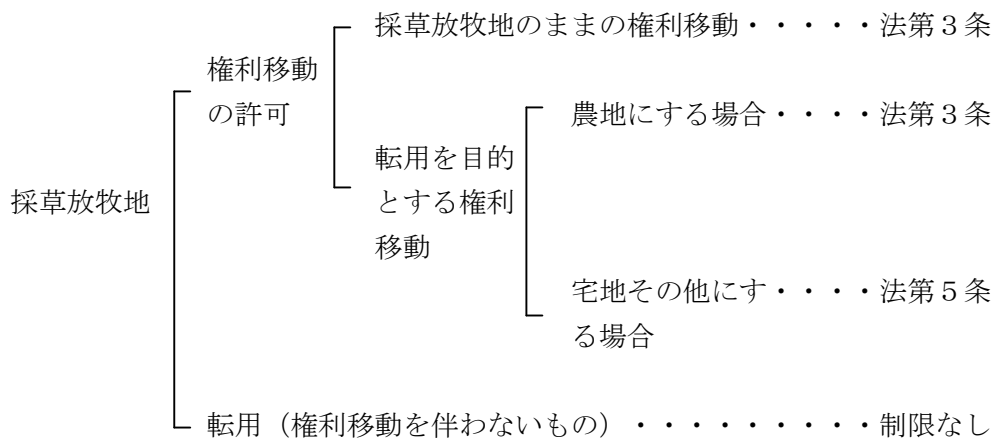 採草放牧地のままの権利移動・・・・・法第３条
権利移動
の許可
農地にする場合・・・・法第３条
転用を目的
とする権利
移動
採草放牧地
宅地その他にす・・・・法第５条
る場合
転用（権利移動を伴わないもの）・・・・・・・・・制限なし